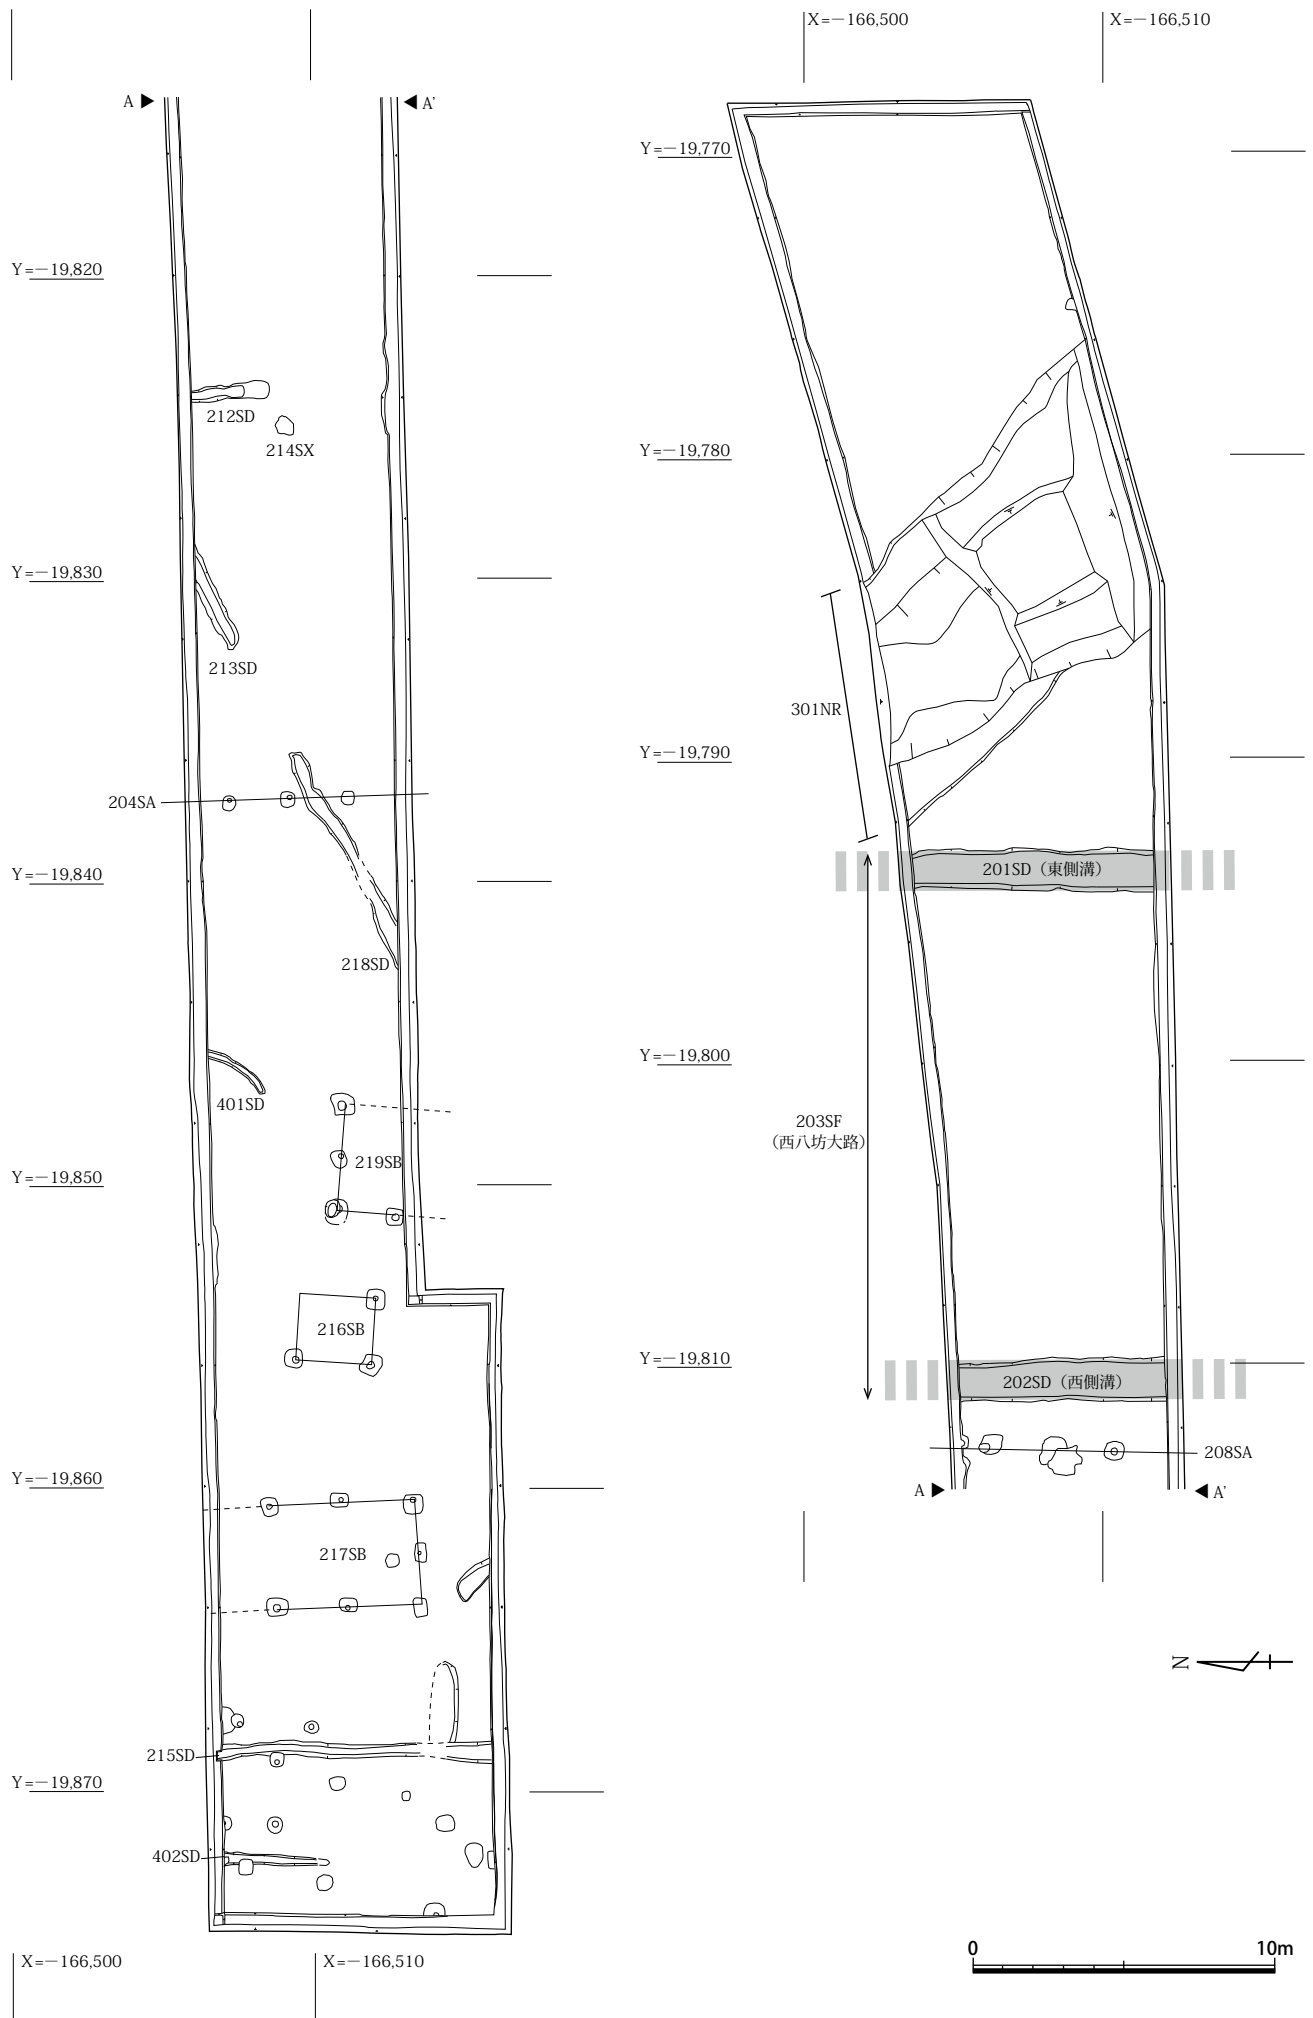 X=－166,500
X=－166,510
A
A'
Y=－19,770
Y=－19,820
212SD
214SX
Y=－19,780
Y=－19,830
213SD
301NR
Y=－19,790
204SA
Y=－19,840
201SD（東側溝）
218SD
Y=－19,800
401SD
203SF
（西八坊大路）
219SB
Y=－19,850
216SB
Y=－19,810
202SD（西側溝）
208SA
Y=－19,860
A
A'
217SB
N
215SD
Y=－19,870
402SD
X=－166,500
X=－166,510
0
10m